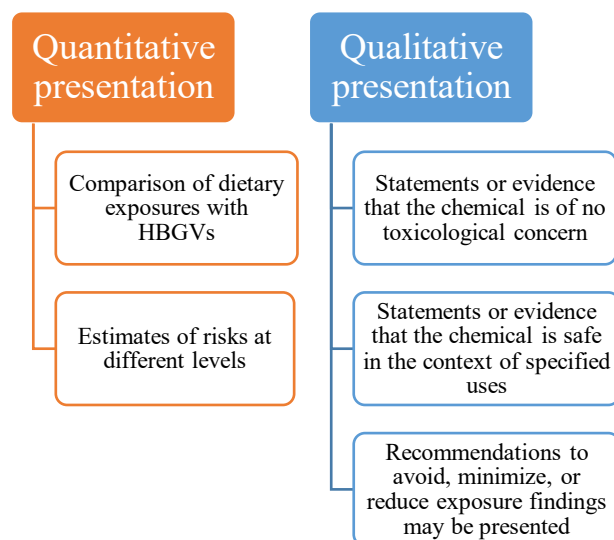 Quantitative
presentation
Comparison of dietary
exposures with
HBGVs
Estimates of risks at
different levels
Qualitative
presentation
Statements or evidence
that the chemical is of no
toxicological concern
Statements or evidence
that the chemical is safe
in the context of specified
uses
Recommendations to
avoid, minimize, or
reduce exposure findings
may be presented